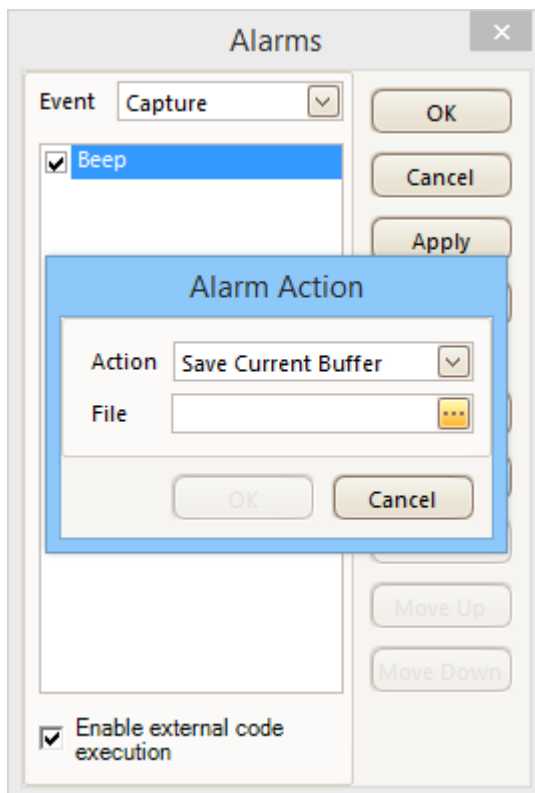 Alarms
Event Capture
OK
Beep
Cancel
Apply
Alarm Action
Action Save Current Buffer
File
OK Cancel
Move Up
Move Down
Enable external code
execution